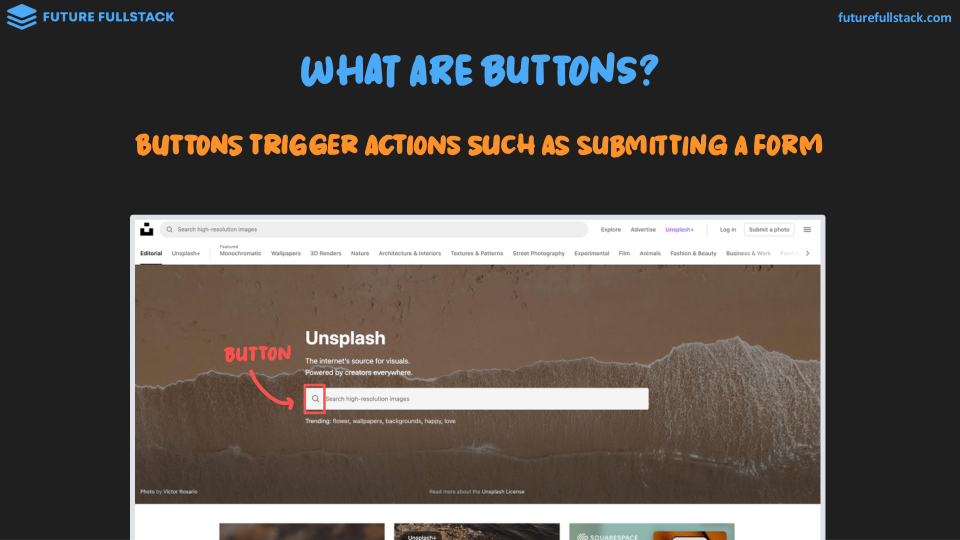 FUTURE FULLSTACK
futurefullstack.com
WHAT ARE BUTTONS?
BUTTONS TRIGGER ACTIONS SUCH AS SUBMITTING A FORM
Search high-resolution images
Explore Advertise Unsplash+ Log in Submit a photo
Featured
Editorial Unsplash+ Monochromatic Wallpapers 3D Renders Nature Architecture & Interiors Textures & Patterns Street Photography Experimental Film Animals Fashion & Beauty Business & Work
Unsplash
BUTTON
The internet's source for visuals.
Powered by creators everywhere.
Search high-resolution images
Trending: flower, wallpapers, backgrounds, happy, love
Photo by Victor Rosario
Read more about the Unsplash License
Unsplash+
SQUARESPACE